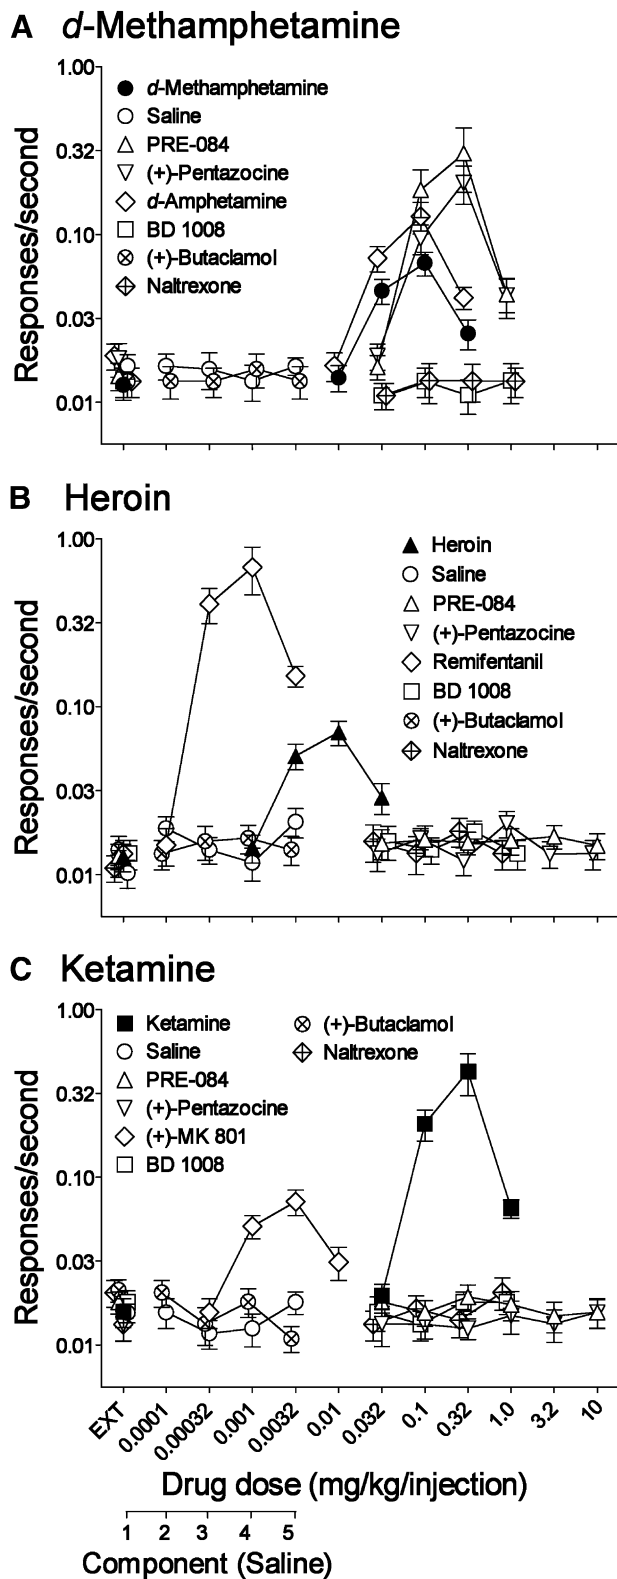 A d-Methamphetamine
Responses/second
1.00
0.32
0.10
0.03
0.01
d-Methamphetamine
Saline
PRE-084
(+)-Pentazocine
d-Amphetamine
BD 1008
(+)-Butaclamol
Naltrexone
B Heroin
Responses/second
1.00
0.32
0.10
0.03
0.01
Heroin
Saline
PRE-084
(+)-Pentazocine
Remifentanil
BD 1008
(+)-Butaclamol
Naltrexone
C Ketamine
Responses/second
1.00
0.32
0.10
0.03
0.01
Ketamine
Saline
PRE-084
(+)-Pentazocine
(+)-MK 801
BD 1008
(+)-Butaclamol
Naltrexone
EXT 0.0001 0.00032 0.001 0.0032 0.01 0.032 0.1 0.32 1.0 3.2 10
Drug dose (mg/kg/injection)
1 2 3 4 5
Component (Saline)